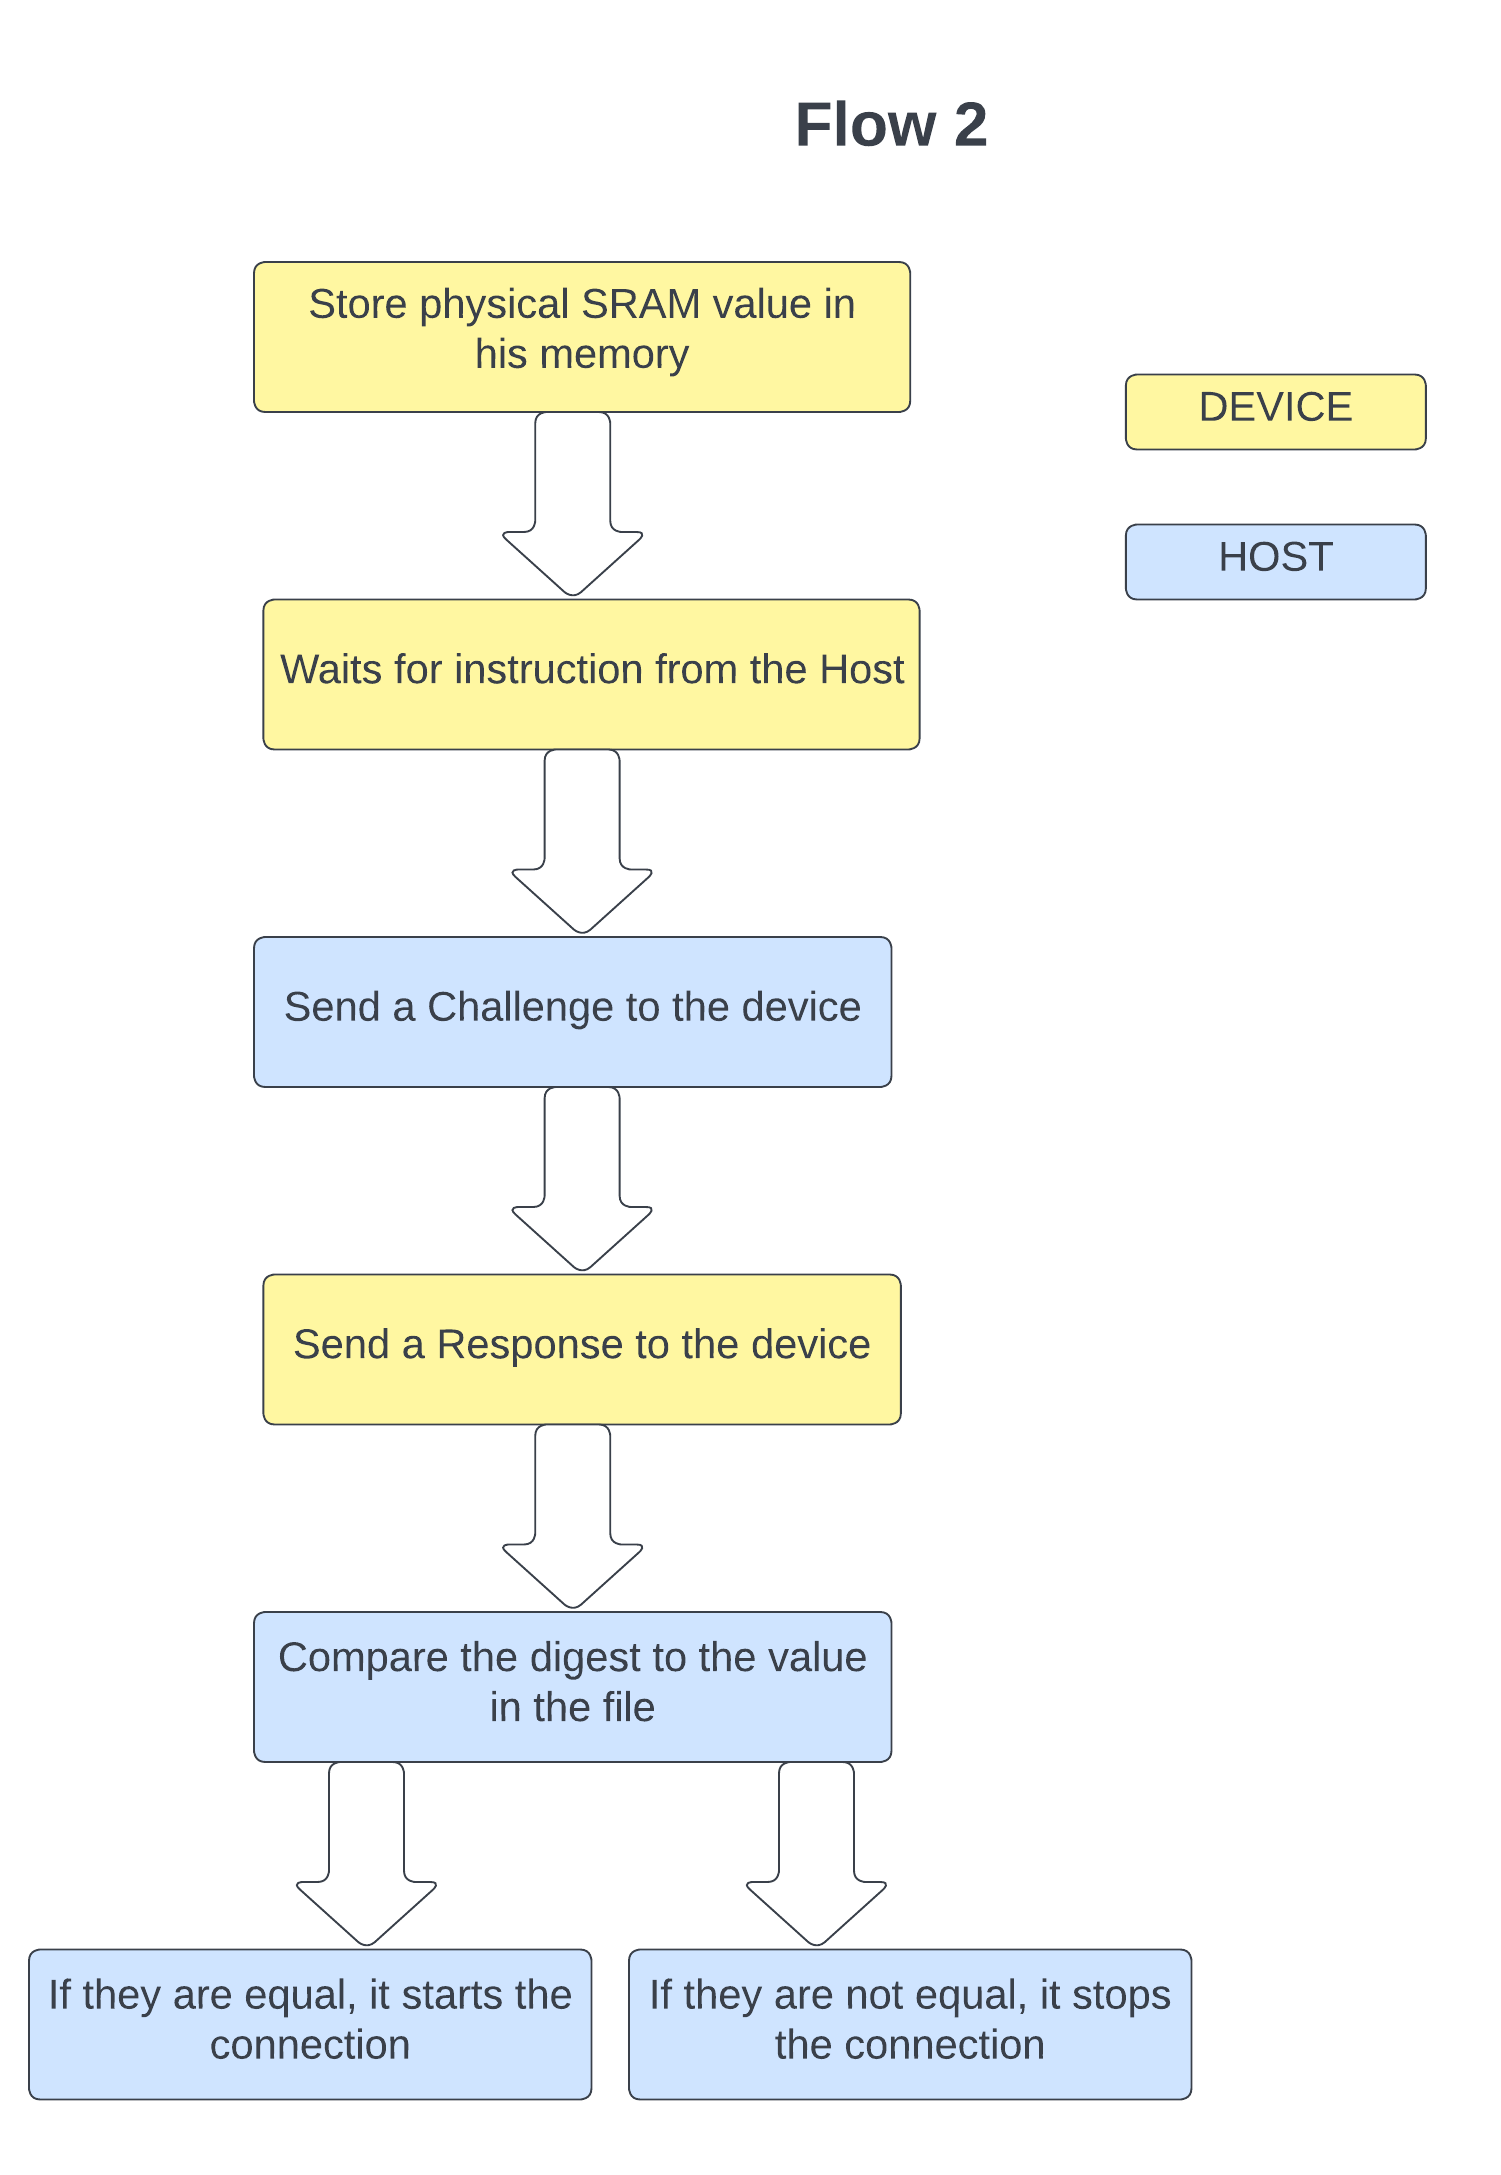 Flow 2
Store physical SRAM value in
his memory
DEVICE
HOST
Waits for instruction from the Host
Send a Challenge to the device
Send a Response to the device
Compare the digest to the value
in the file
If they are equal, it starts the
connection
If they are not equal, it stops
the connection